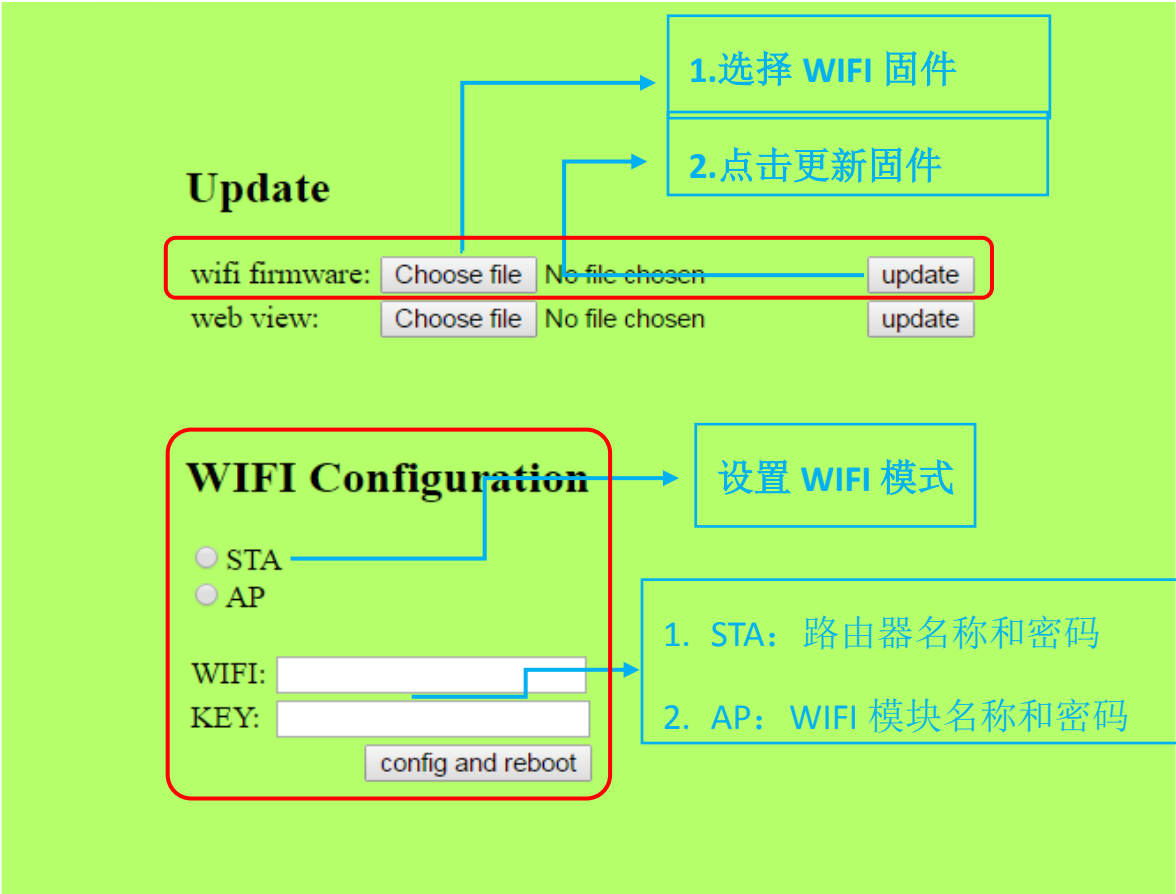 1.选择 WIFI 固件
2.点击更新固件
Update
wifi firmware: Choose file No file chosen update
web view: Choose file No file chosen update
WIFI Configuration
设置 WIFI 模式
STA
AP
1. STA：路由器名称和密码
WIFI:
2. AP：WIFI 模块名称和密码
KEY:
config and reboot